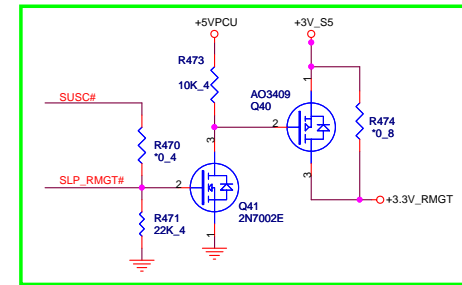 +5VPCU
+3V_S5
R473
10K_4
1
AO3409
Q40
SUSC#
2
R474
*0_8
R470
*0_4
3
3
SLP_RMGT#
2
+3.3V_RMGT
R471
22K_4
Q41
2N7002E
1